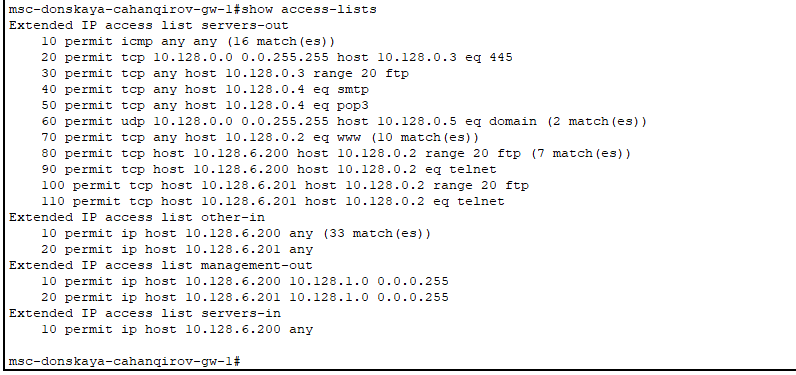 msc-donskaya-cahanqirov-gw-1#show access-lists
Extended IP access list servers-out
10 permit icmp any any (16 match(es))
20 permit tcp 10.128.0.0 0.0.255.255 host 10.128.0.3 eq 445
30 permit tcp any host 10.128.0.3 range 20 ftp
40 permit tcp any host 10.128.0.4 eq smtp
50 permit tcp any host 10.128.0.4 eq pop3
60 permit udp 10.128.0.0 0.0.255.255 host 10.128.0.5 eq domain (2 match(es))
70 permit tcp any host 10.128.0.2 eq www (10 match(es))
80 permit tcp host 10.128.6.200 host 10.128.0.2 range 20 ftp (7 match(es))
90 permit tcp host 10.128.6.200 host 10.128.0.2 eq telnet
100 permit tcp host 10.128.6.201 host 10.128.0.2 range 20 ftp
110 permit tcp host 10.128.6.201 host 10.128.0.2 eq telnet
Extended IP access list other-in
10 permit ip host 10.128.6.200 any (33 match(es))
20 permit ip host 10.128.6.201 any
Extended IP access list management-out
10 permit ip host 10.128.6.200 10.128.1.0 0.0.0.255
20 permit ip host 10.128.6.201 10.128.1.0 0.0.0.255
Extended IP access list servers-in
10 permit ip host 10.128.6.200 any
msc-donskaya-cahanqirov-gw-1#